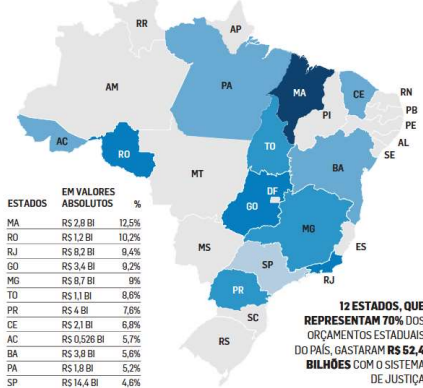 RR
AP
AM
PA
MA
CE
RN
PB
PE
AL
SE
PI
AC
RO
TO
BA
MT
DF
GO
MG
ES
MS
SP
RJ
PR
SC
RS
ESTADOS EM VALORES ABSOLUTOS %
MA R$ 2,8 BI 12,5%
RO R$ 1,2 BI 10,2%
RJ R$ 8,2 BI 9,4%
GO R$ 3,4 BI 9,2%
MG R$ 8,7 BI 9%
TO R$ 1,1 BI 8,6%
PR R$ 4 BI 7,6%
CE R$ 2,1 BI 6,8%
AC R$ 0,526 BI 5,7%
BA R$ 3,8 BI 5,6%
PA R$ 1,8 BI 5,2%
SP R$ 14,4 BI 4,6%
12 ESTADOS, QUE
REPRESENTAM 70% DOS
ORÇAMENTOS ESTADUAIS
DO PAÍS, GASTARAM R$ 52,4
BILHÕES COM O SISTEMA
DE JUSTIÇA